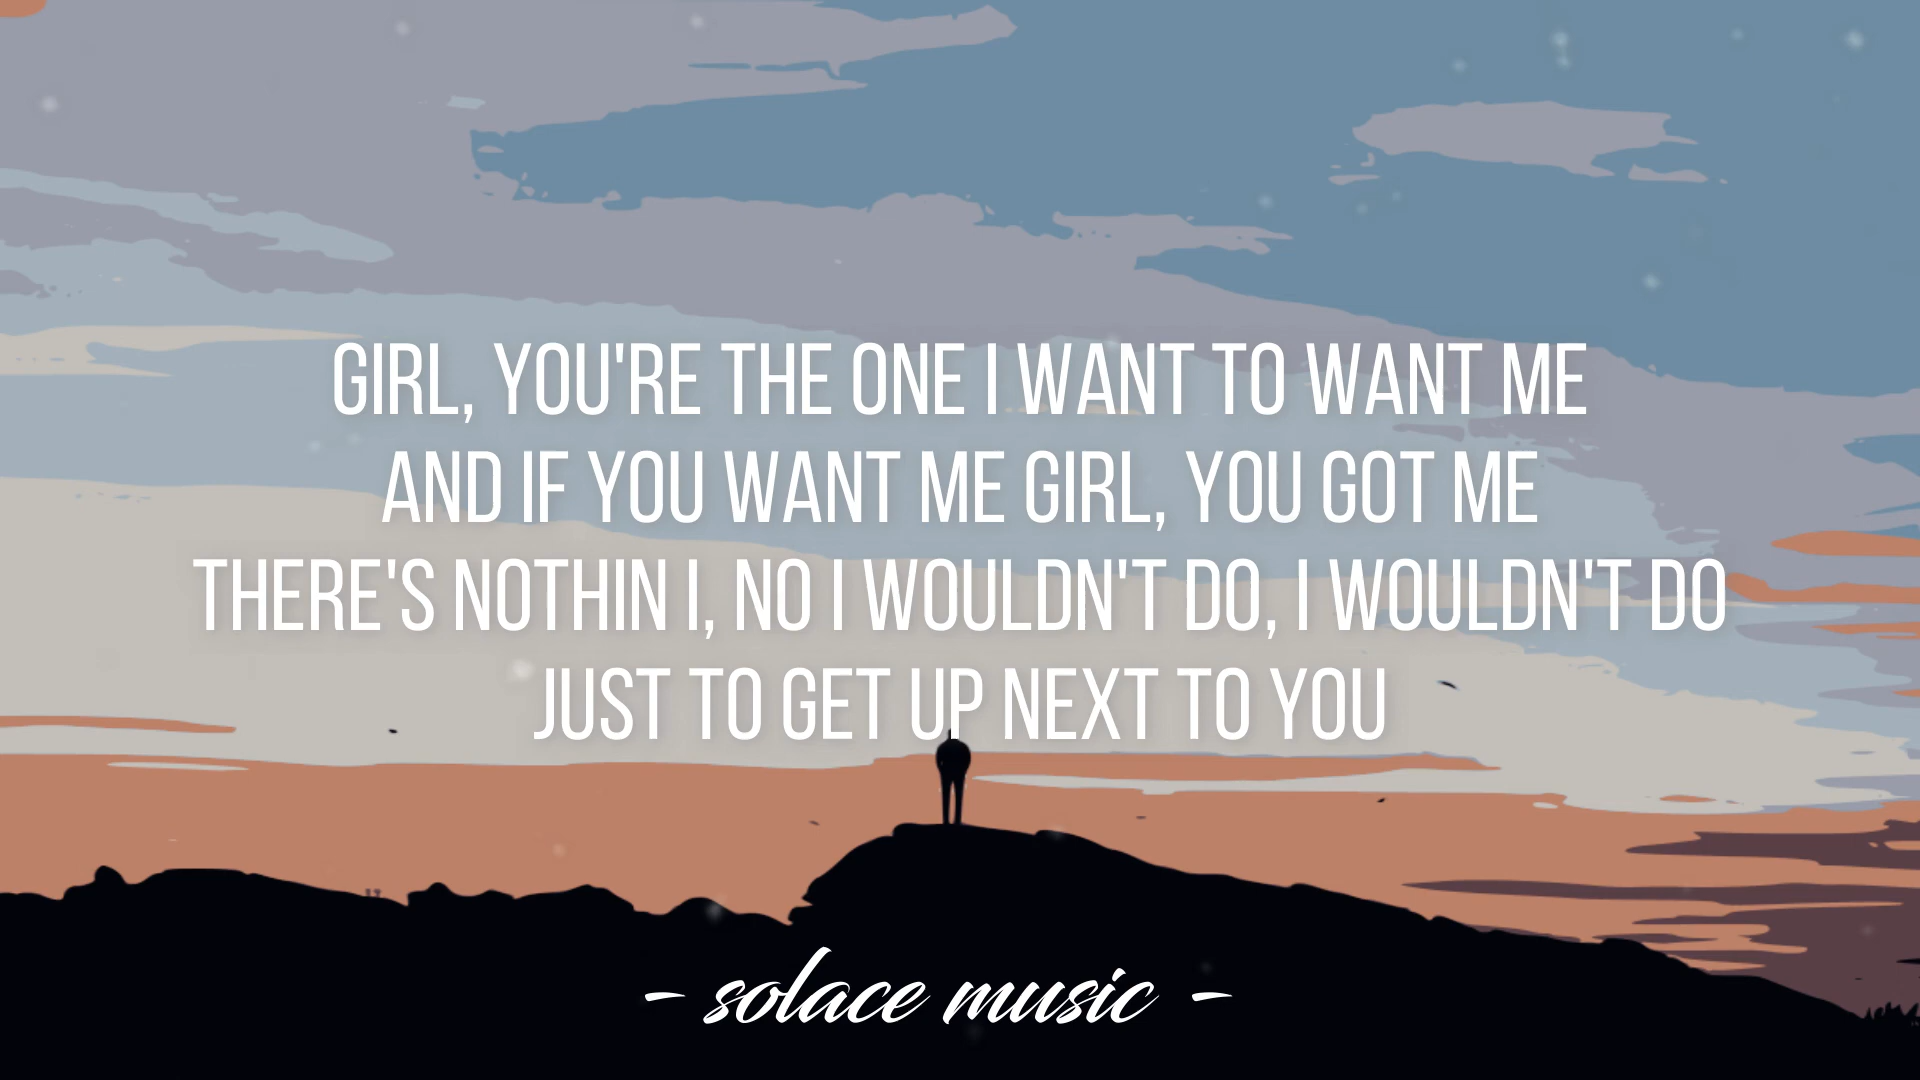 GIRL, YOU'RE THE ONE I WANT TO WANT ME
AND IF YOU WANT ME GIRL, YOU GOT ME
THERE'S NOTHIN I, NO I WOULDN'T DO, I WOULDN'T DO
JUST TO GET UP NEXT TO YOU
- solace music -